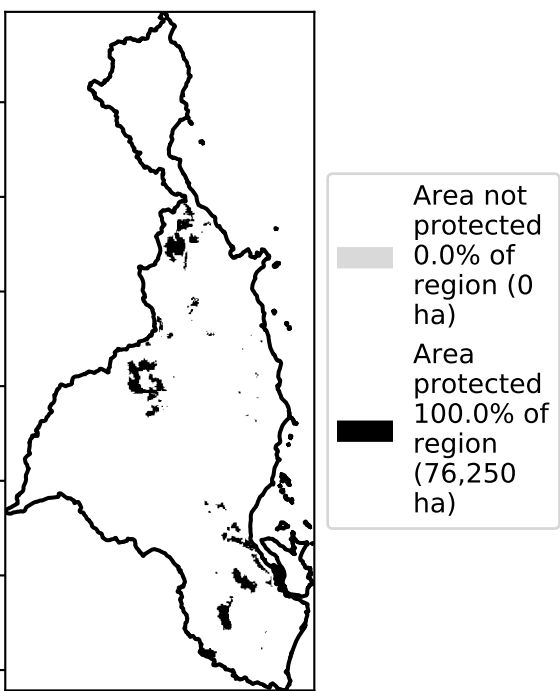 Area not
protected
0.0% of
region (0
ha)
Area
protected
100.0% of
region
(76,250
ha)